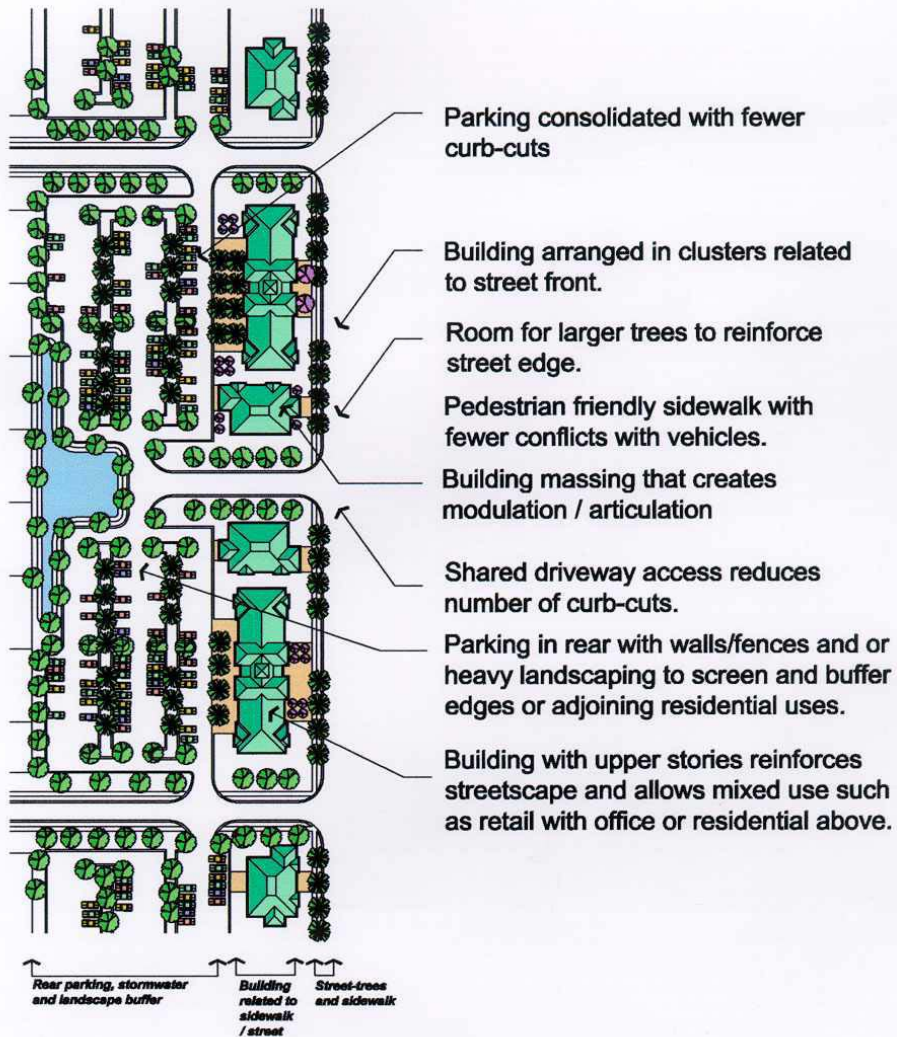 Parking consolidated with fewer
curb-cuts
Building arranged in clusters related
to street front.
Room for larger trees to reinforce
street edge.
Pedestrian friendly sidewalk with
fewer conflicts with vehicles.
Building massing that creates
modulation / articulation
Shared driveway access reduces
number of curb-cuts.
Parking in rear with walls/fences and or
heavy landscaping to screen and buffer
edges or adjoining residential uses.
Building with upper stories reinforces
streetscape and allows mixed use such
as retail with office or residential above.
Rear parking, stormwater
and landscape buffer
Building
related to
sidewalk
/ street
Street-trees
and sidewalk